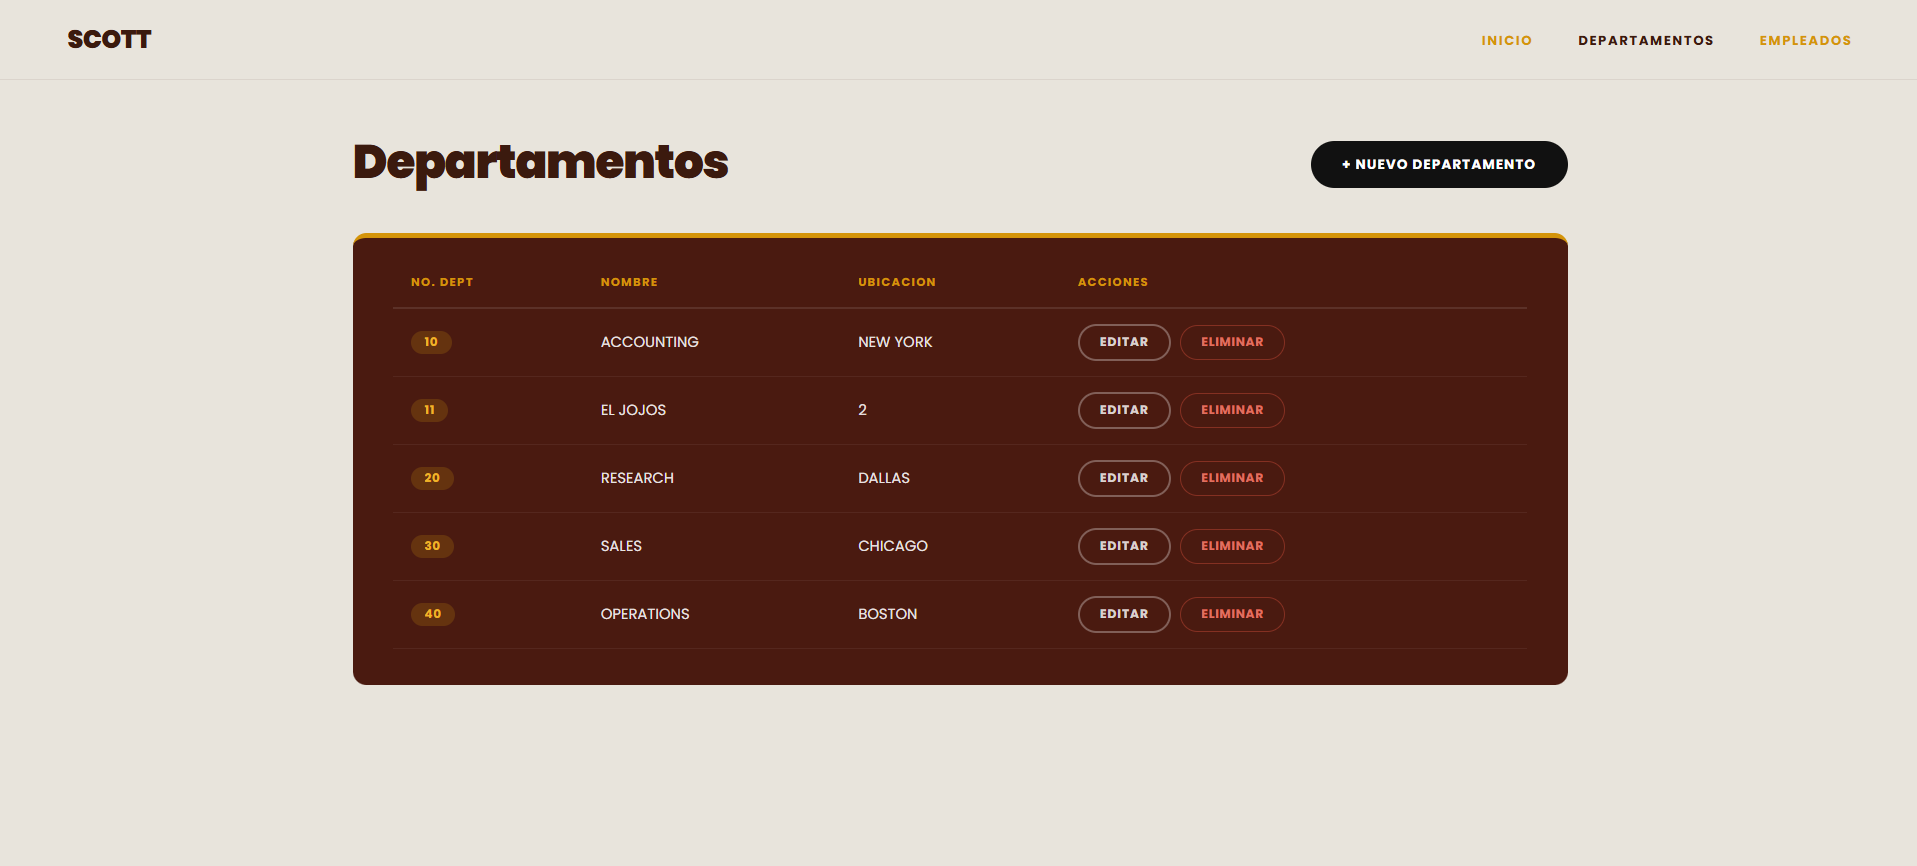 SCOTT INICIO DEPARTAMENTOS EMPLEADOS
Departamentos + NUEVO DEPARTAMENTO
NO. DEPT NOMBRE UBICACION ACCIONES
10 ACCOUNTING NEW YORK EDITAR ELIMINAR
11 EL JOJOS 2 EDITAR ELIMINAR
20 RESEARCH DALLAS EDITAR ELIMINAR
30 SALES CHICAGO EDITAR ELIMINAR
40 OPERATIONS BOSTON EDITAR ELIMINAR